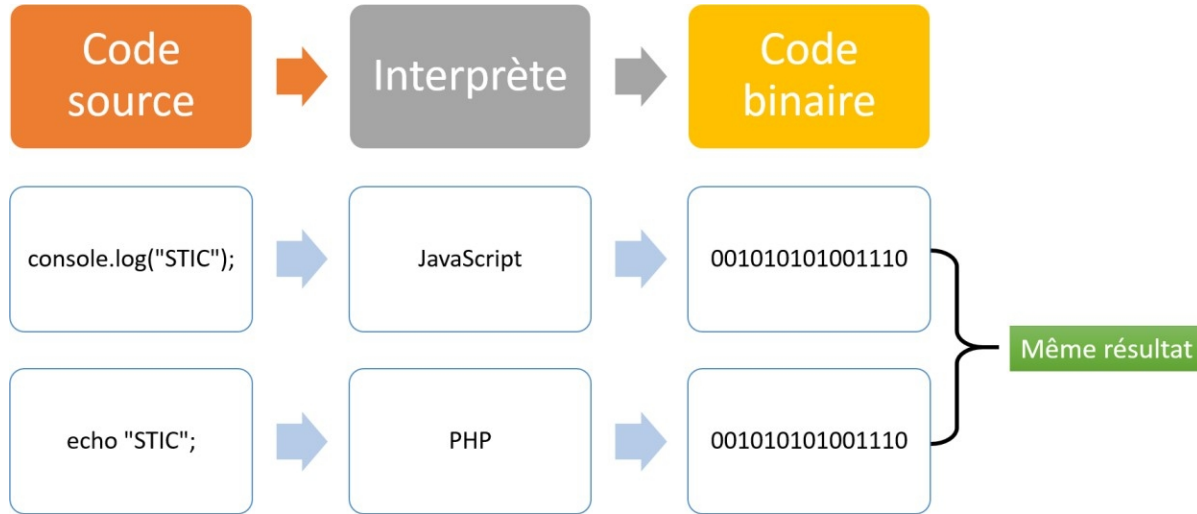 Code
source
Interprète
Code
binaire
console.log("STIC");
JavaScript
001010101001110
Même résultat
echo "STIC";
PHP
001010101001110